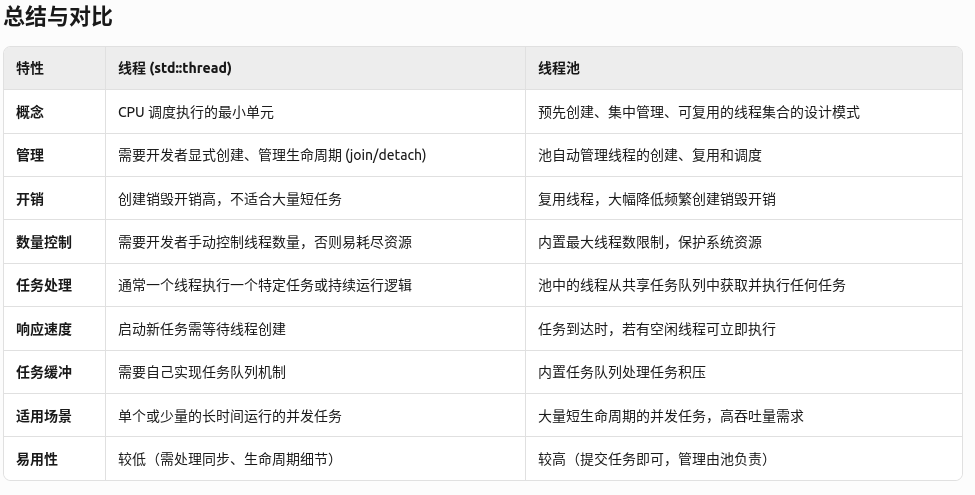 总结与对比
特性 线程 (std::thread) 线程池
概念 CPU 调度执行的最小单元 预先创建、集中管理、可复用的线程集合的设计模式
管理 需要开发者显式创建、管理生命周期 (join/detach) 池自动管理线程的创建、复用和调度
开销 创建销毁开销高，不适合大量短任务 复用线程，大幅降低频繁创建销毁开销
数量控制 需要开发者手动控制线程数量，否则易耗尽资源 内置最大线程数限制，保护系统资源
任务处理 通常一个线程执行一个特定任务或持续运行逻辑 池中的线程从共享任务队列中获取并执行任何任务
响应速度 启动新任务需等待线程创建 任务到达时，若有空闲线程可立即执行
任务缓冲 需要自己实现任务队列机制 内置任务队列处理任务积压
适用场景 单个或少量的长时间运行的并发任务 大量短生命周期的并发任务，高吞吐量需求
易用性 较低（需处理同步、生命周期细节） 较高（提交任务即可，管理由池负责）